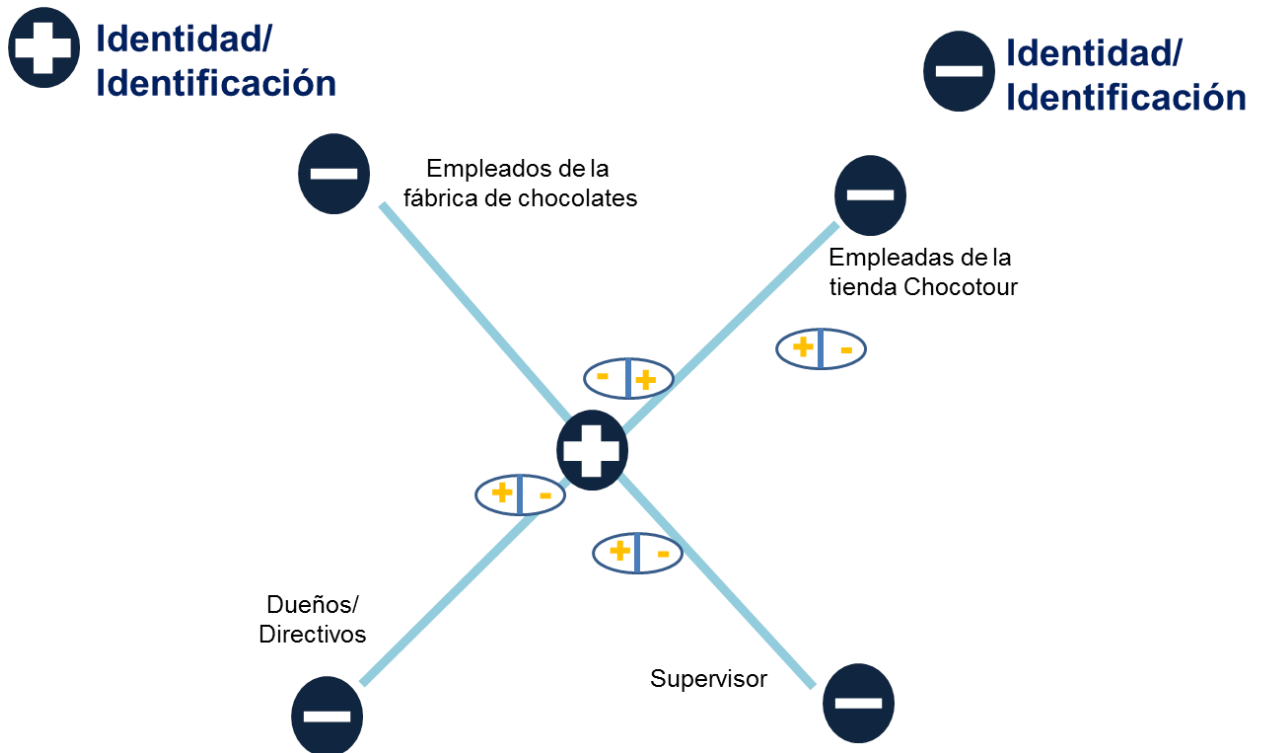 Identidad/
Identificación
Identidad/
Identificación
Empleados de la
fábrica de chocolates
Empleadas de la
tienda Chocotour
- +
+ -
+ -
+ -
Dueños/
Directivos
Supervisor